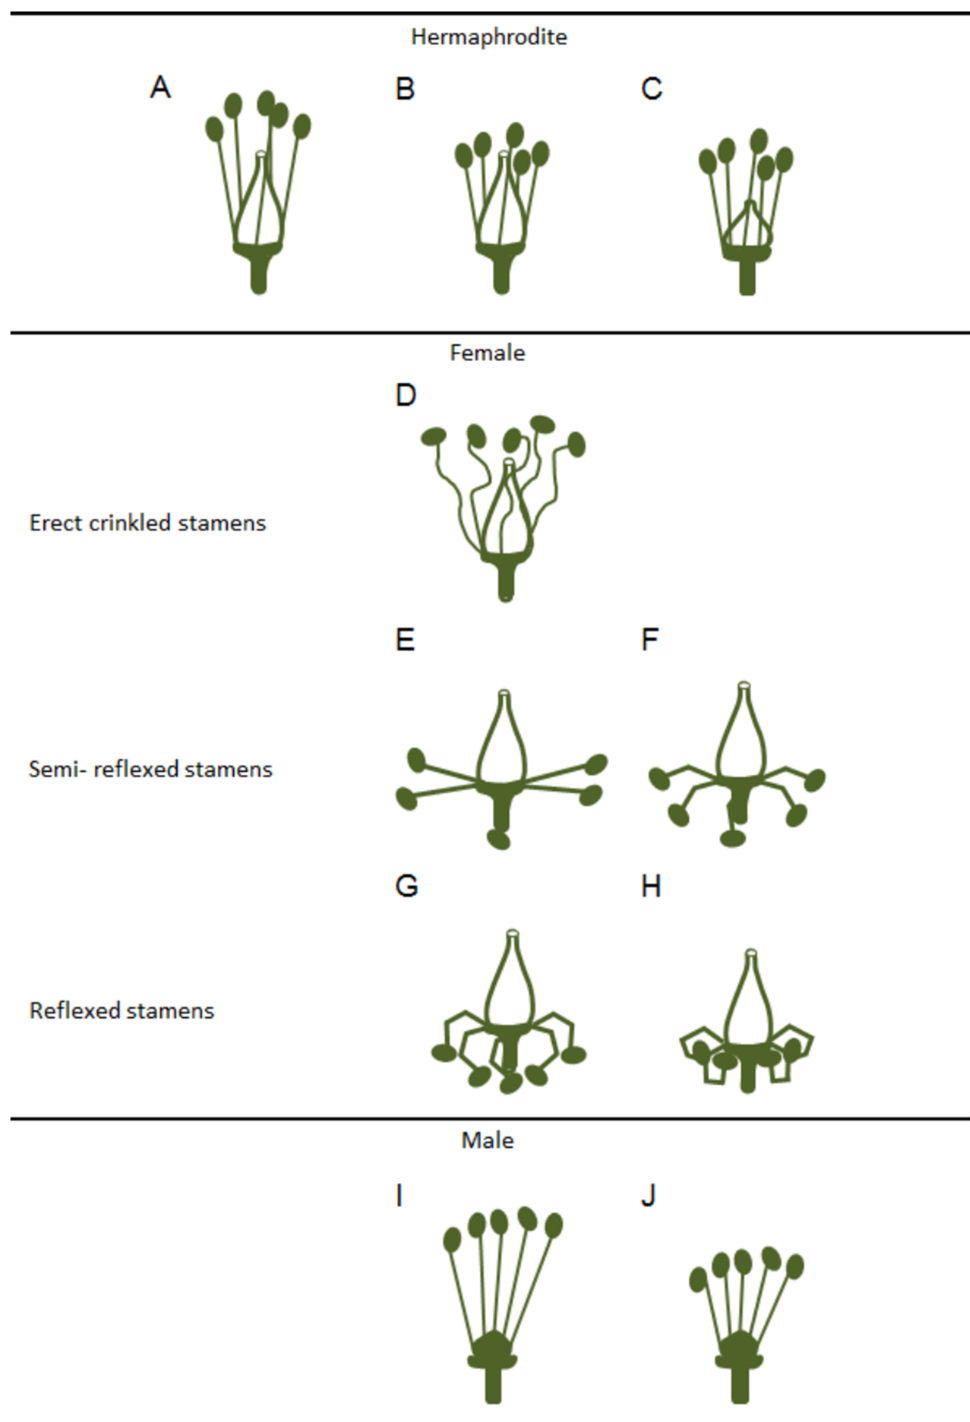 Hermaphrodite
A B C
Female
D
Erect crinkled stamens
E F
Semi- reflexed stamens
G H
Reflexed stamens
Male
I J